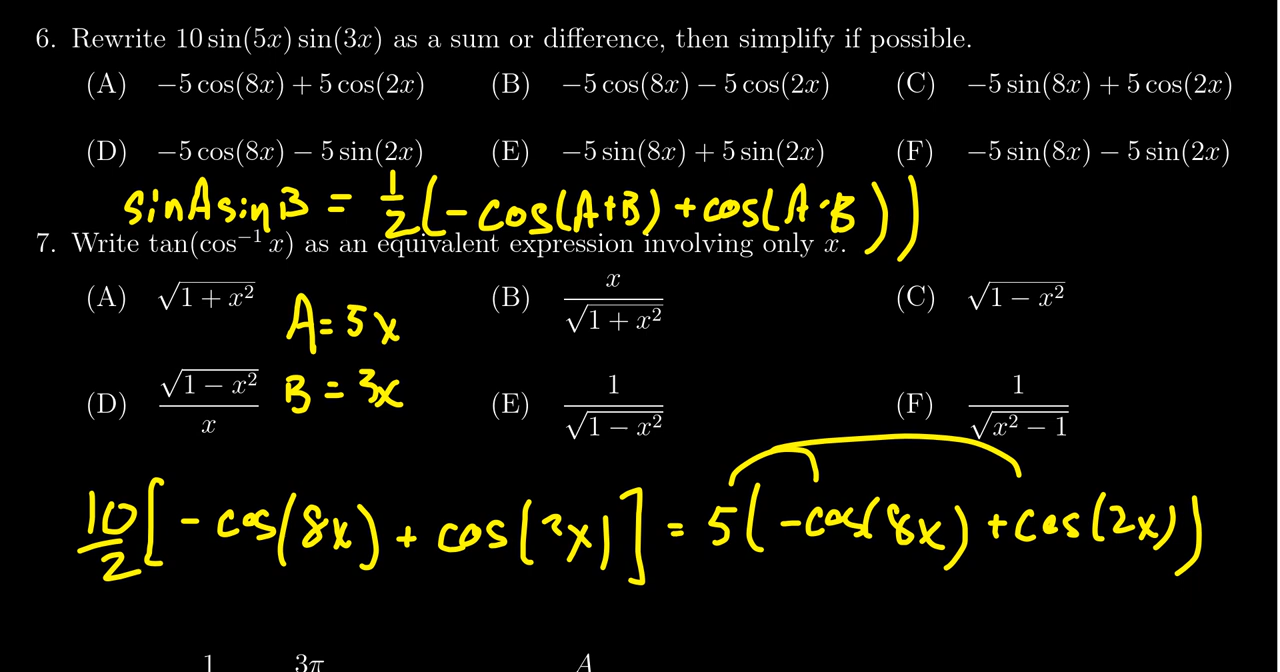 6. Rewrite 10 sin(5x) sin(3x) as a sum or difference, then simplify if possible.
(A) −5 cos(8x) + 5 cos(2x) (B) −5 cos(8x) − 5 cos(2x) (C) −5 sin(8x) + 5 cos(2x)
(D) −5 cos(8x) − 5 sin(2x) (E) −5 sin(8x) + 5 sin(2x) (F) −5 sin(8x) − 5 sin(2x)
sinAsinB = 1/2(-cos(A+B) + cos(A-B))
7. Write tan(cos⁻¹ x) as an equivalent expression involving only x.
(A) √(1 + x²) (B) x/√(1 + x²) (C) √(1 − x²)
A = 5x
(D) √(1 − x²)/x (E) 1/√(1 − x²) (F) 1/√(x² − 1)
B = 3x
10/2[-cos(8x) + cos(2x)] = 5(-cos(8x) + cos(2x))
1 3π A